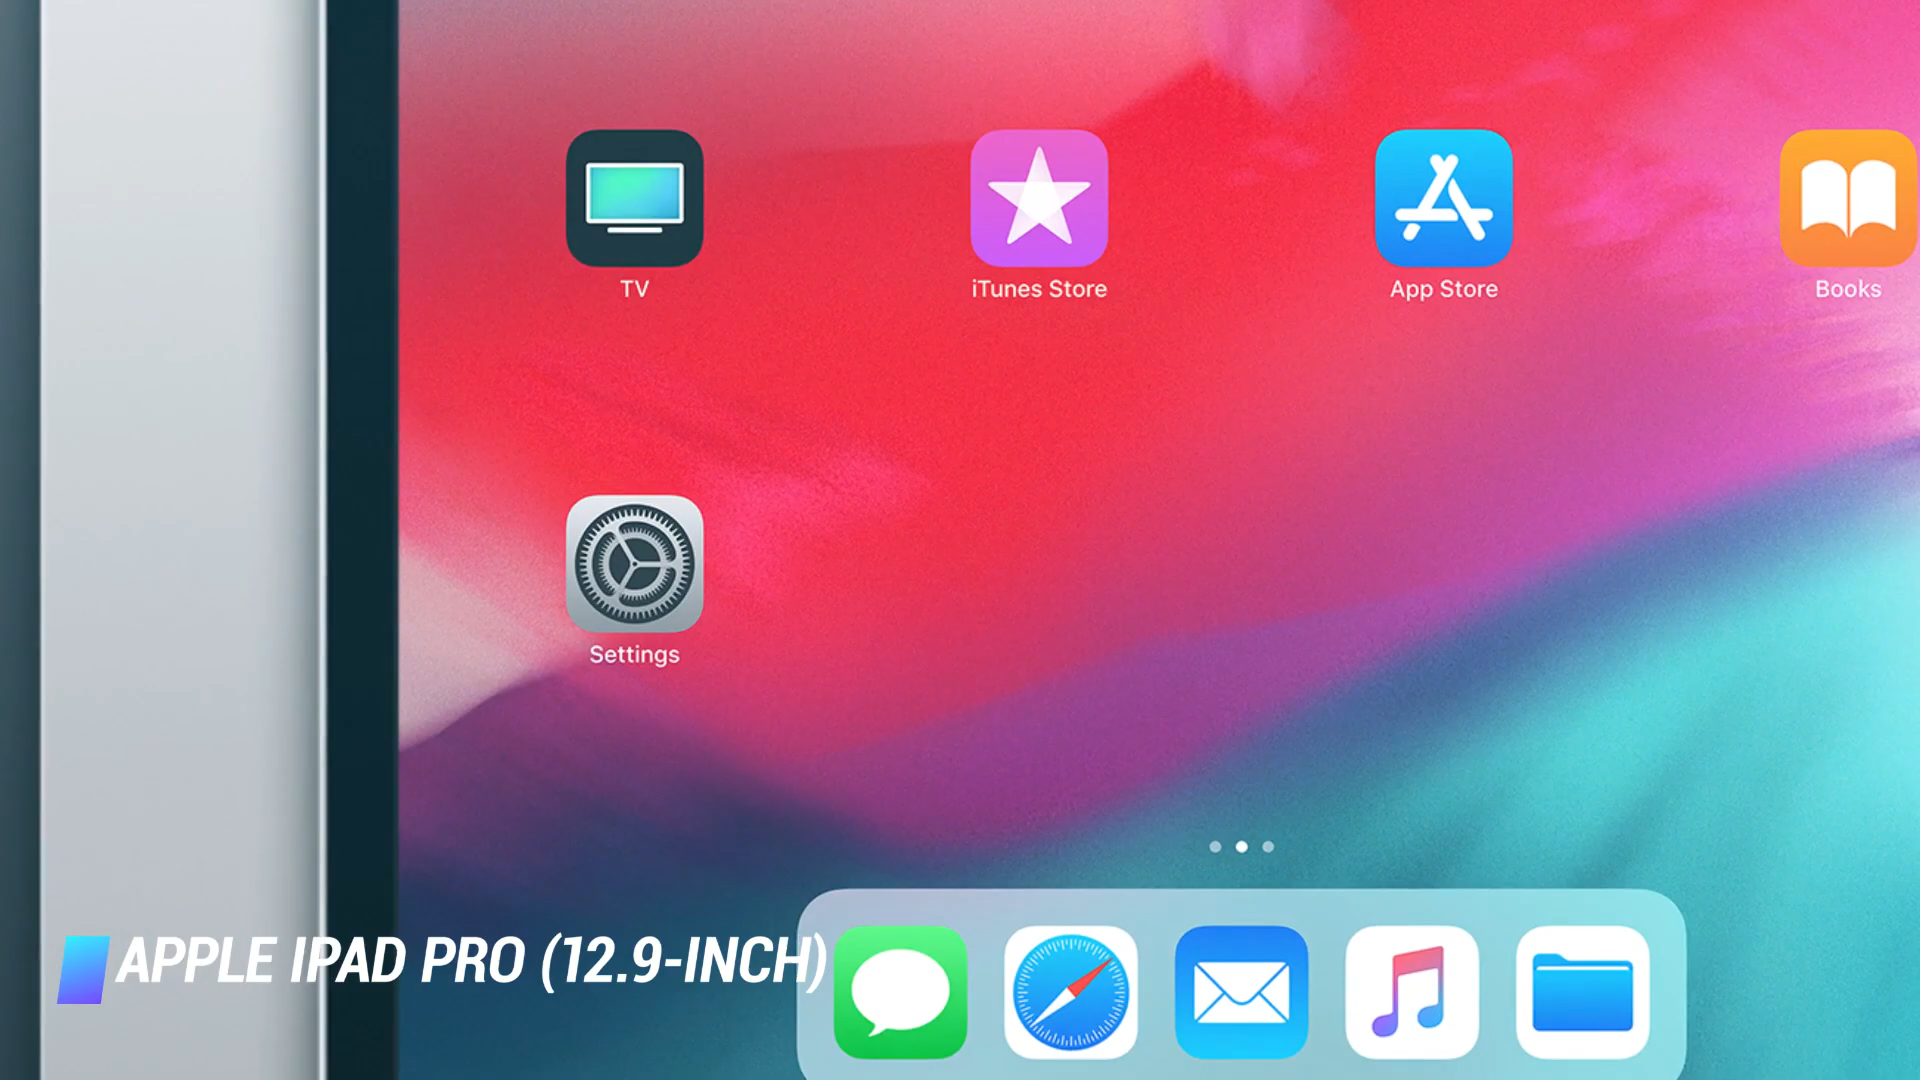 TV
iTunes Store
App Store
Books
Settings
APPLE IPAD PRO (12.9-INCH)